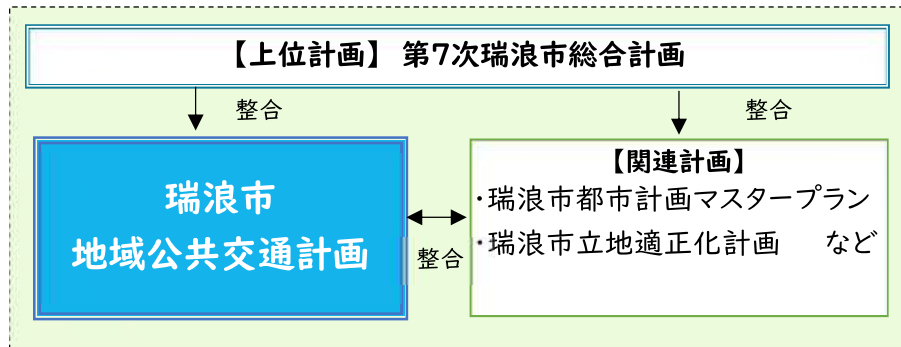 【上位計画】 第7次瑞浪市総合計画
整合
整合
瑞浪市
地域公共交通計画
整合
【関連計画】
・瑞浪市都市計画マスタープラン
・瑞浪市立地適正化計画 など